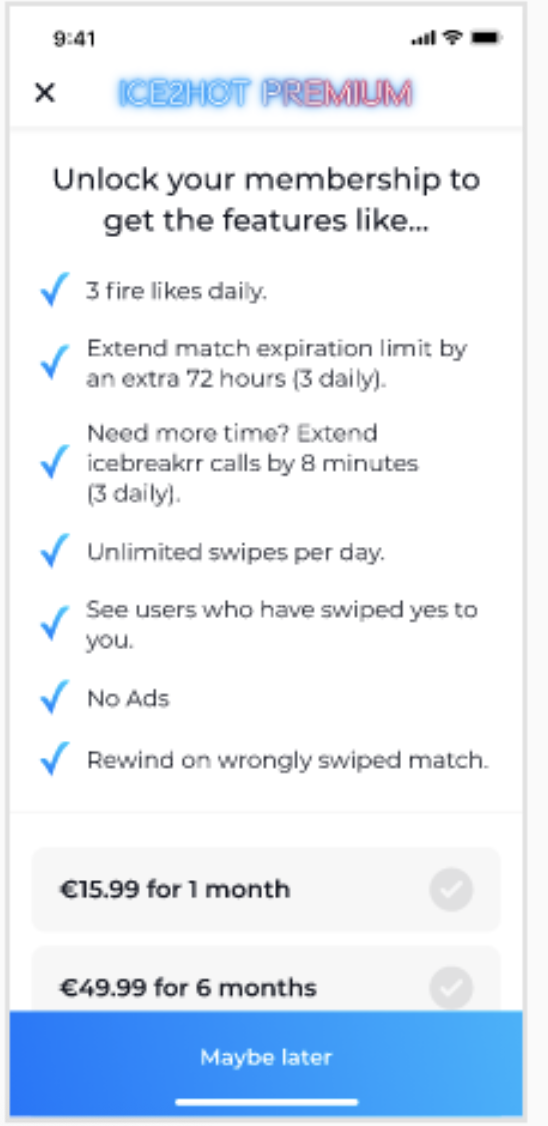 9:41
ICE2HOT PREMIUM
Unlock your membership to
get the features like...
3 fire likes daily.
Extend match expiration limit by
an extra 72 hours (3 daily).
Need more time? Extend
icebreakrr calls by 8 minutes
(3 daily).
Unlimited swipes per day.
See users who have swiped yes to
you.
No Ads
Rewind on wrongly swiped match.
€15.99 for 1 month
€49.99 for 6 months
Maybe later